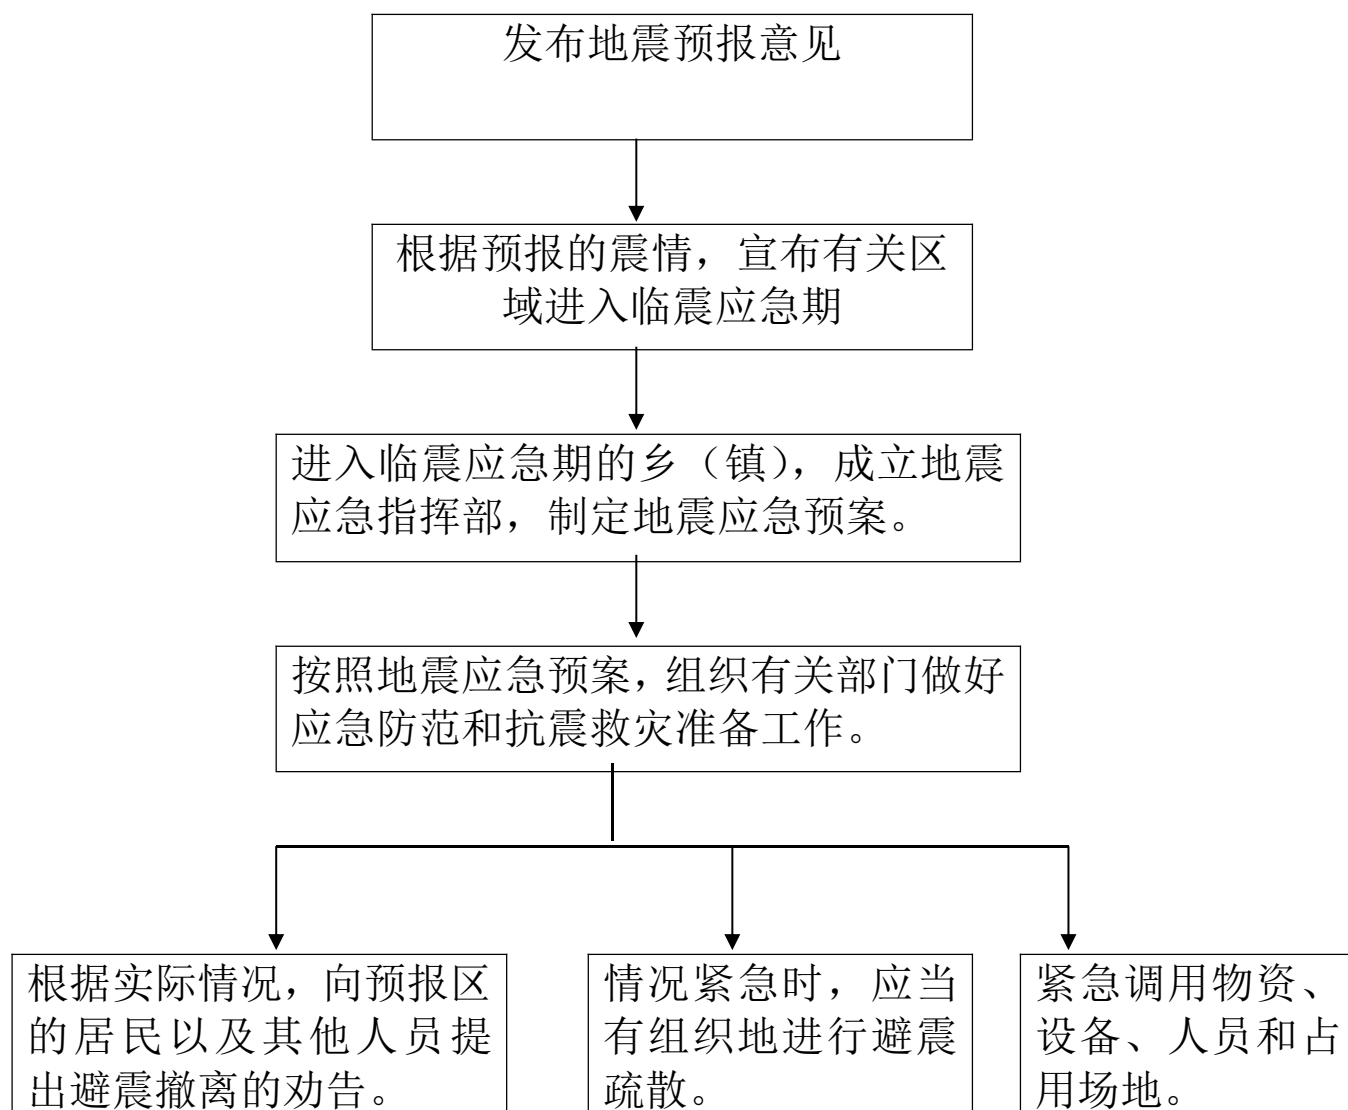 发布地震预报意见
根据预报的震情，宣布有关区
域进入临震应急期
进入临震应急期的乡（镇），成立地震
应急指挥部，制定地震应急预案。
按照地震应急预案，组织有关部门做好
应急防范和抗震救灾准备工作。
根据实际情况，向预报区
的居民以及其他人员提
出避震撤离的劝告。
情况紧急时，应当
有组织地进行避震
疏散。
紧急调用物资、
设备、人员和占
用场地。